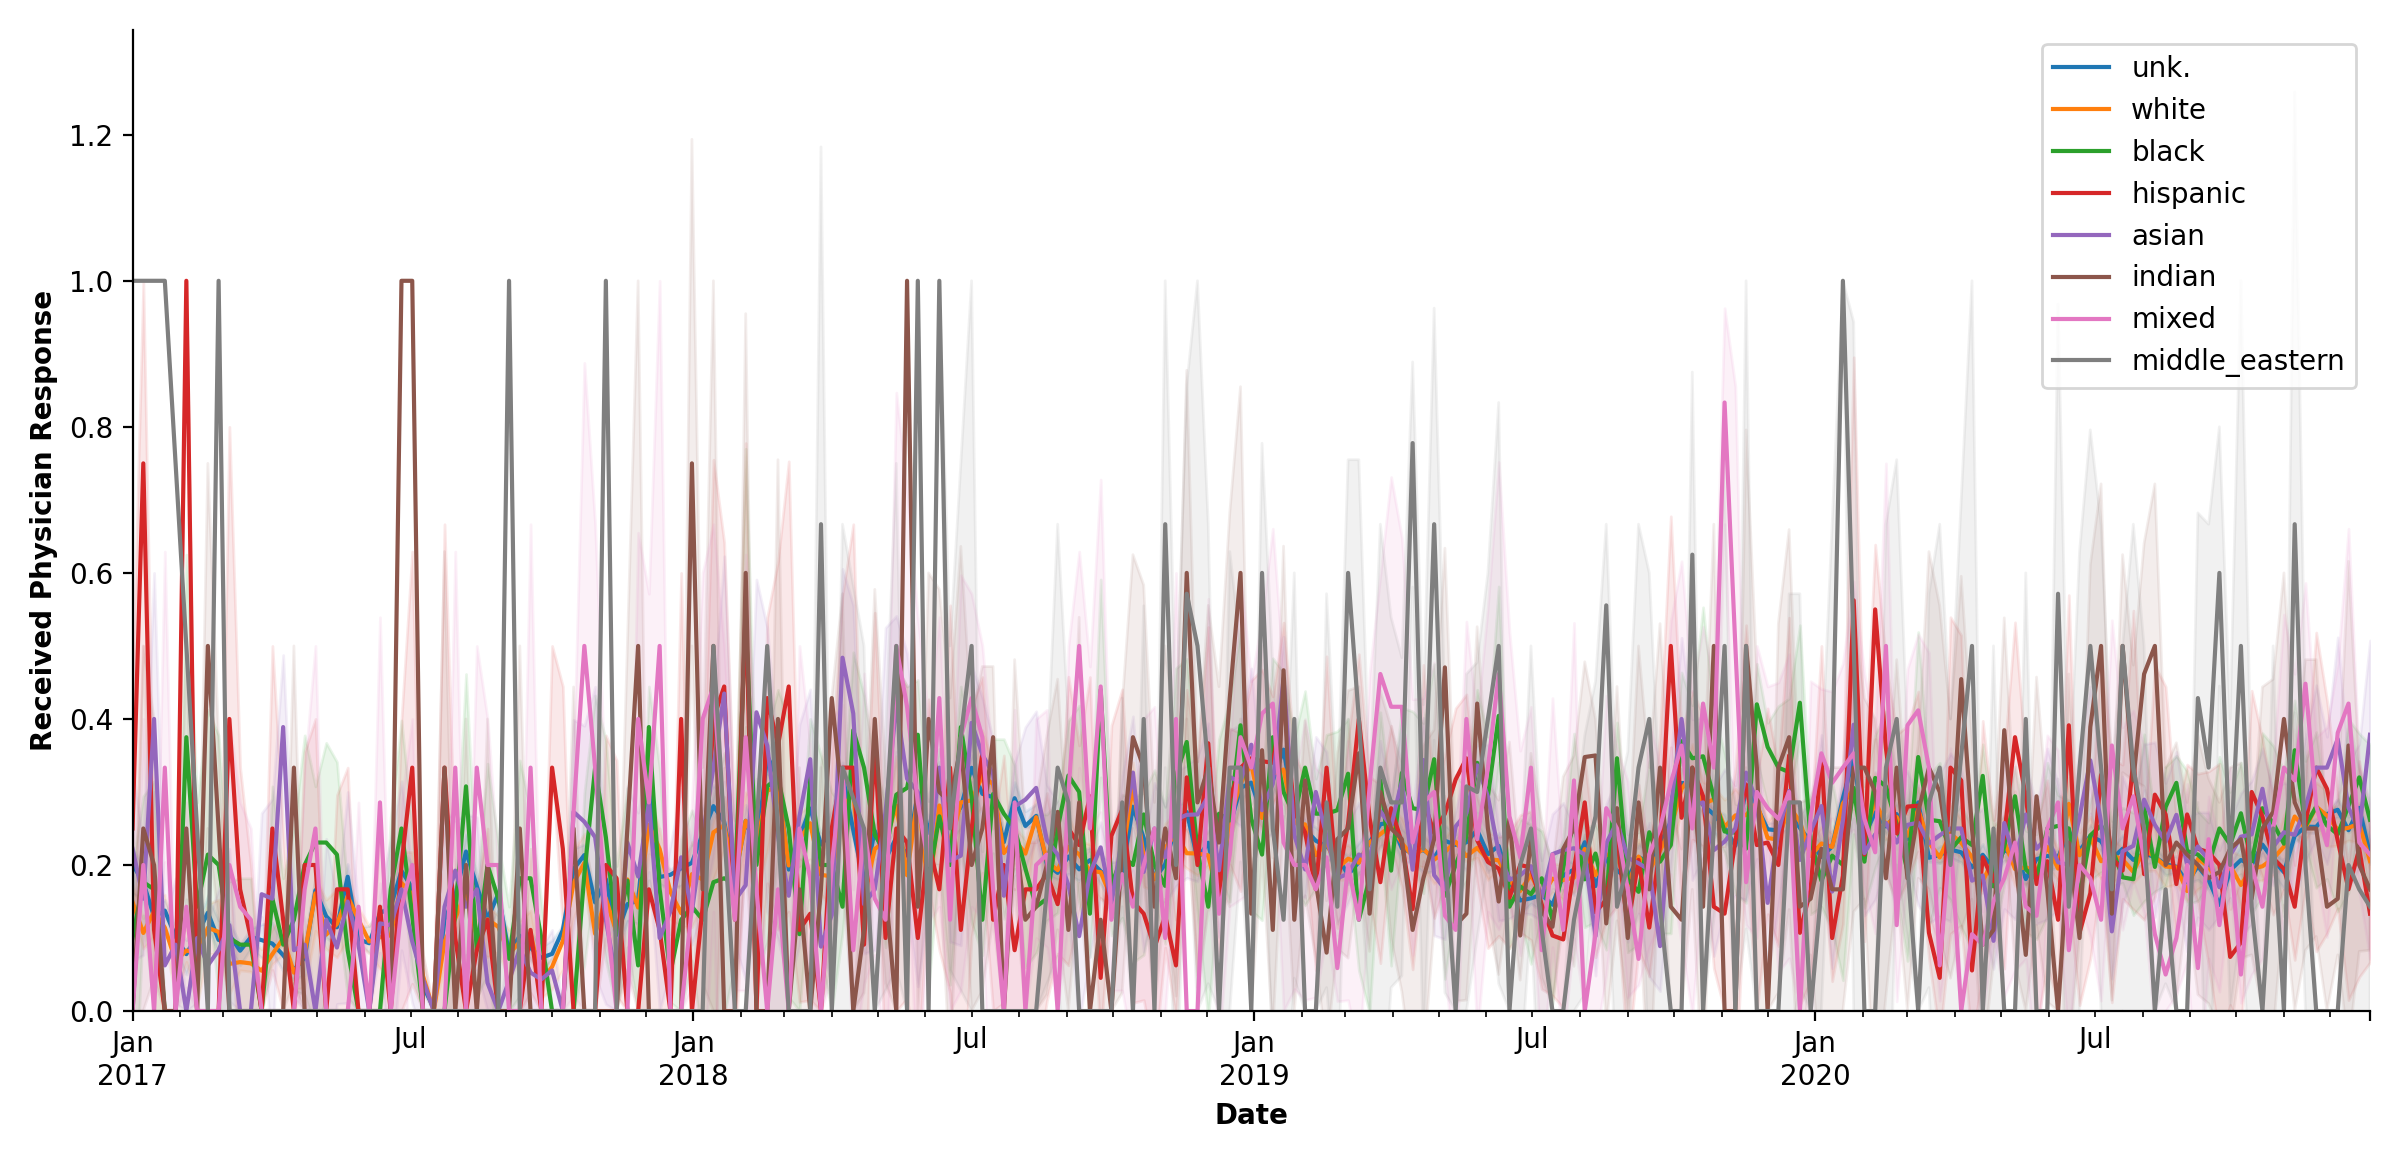 Received Physician Response
1.2
1.0
0.8
0.6
0.4
0.2
0.0
unk.
white
black
hispanic
asian
indian
mixed
middle_eastern
Jan Jul Jan Jul Jan Jul Jan Jul
2017 2018 2019 2020
Date